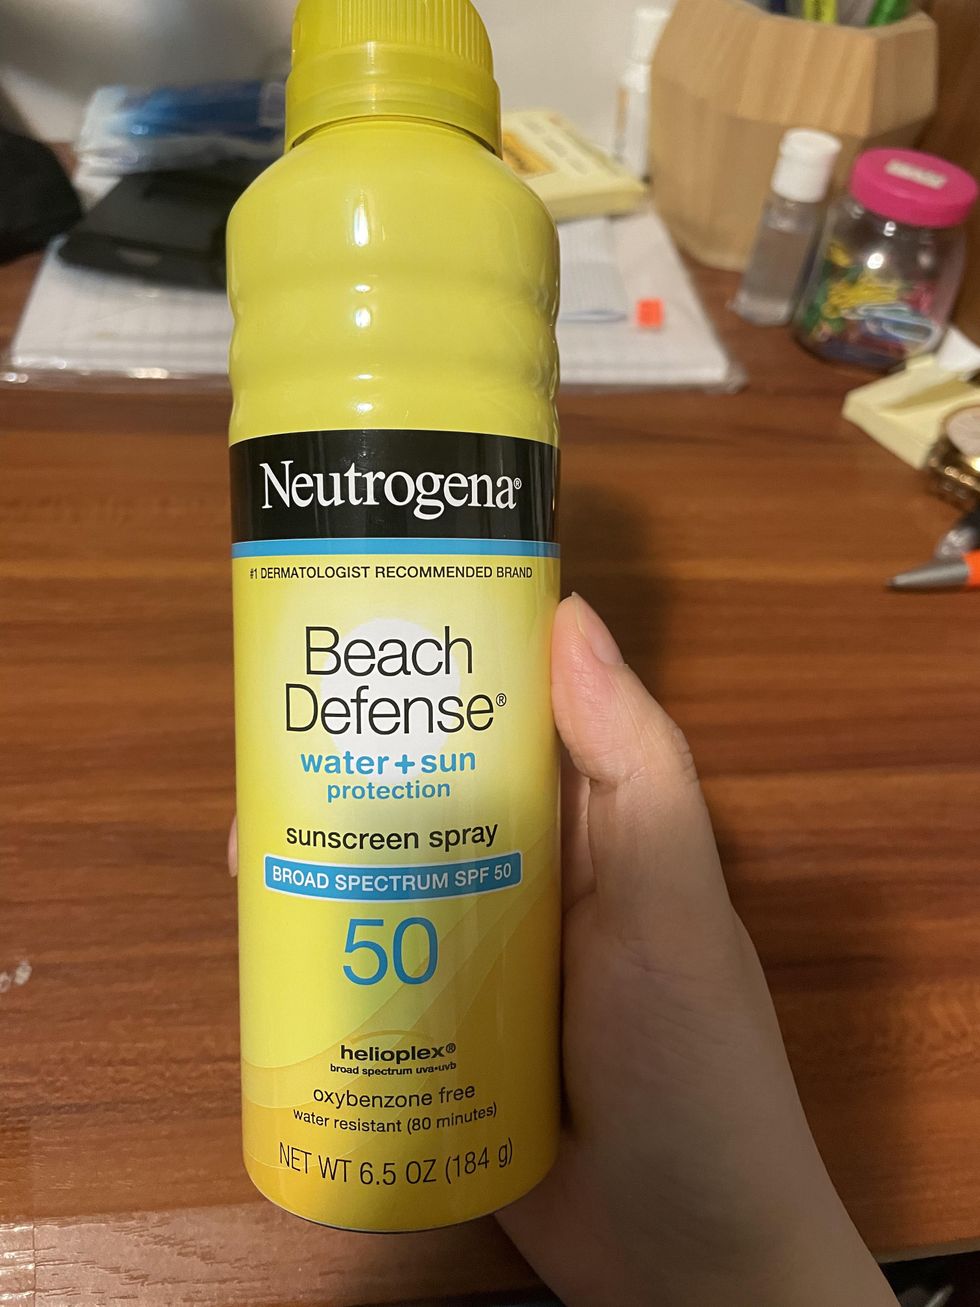 Neutrogena®
#1 DERMATOLOGIST RECOMMENDED BRAND
Beach
Defense®
water + sun
protection
sunscreen spray
BROAD SPECTRUM SPF 50
50
helioplex®
broad spectrum uva•uvb
oxybenzone free
water resistant (80 minutes)
NET WT 6.5 OZ (184 g)